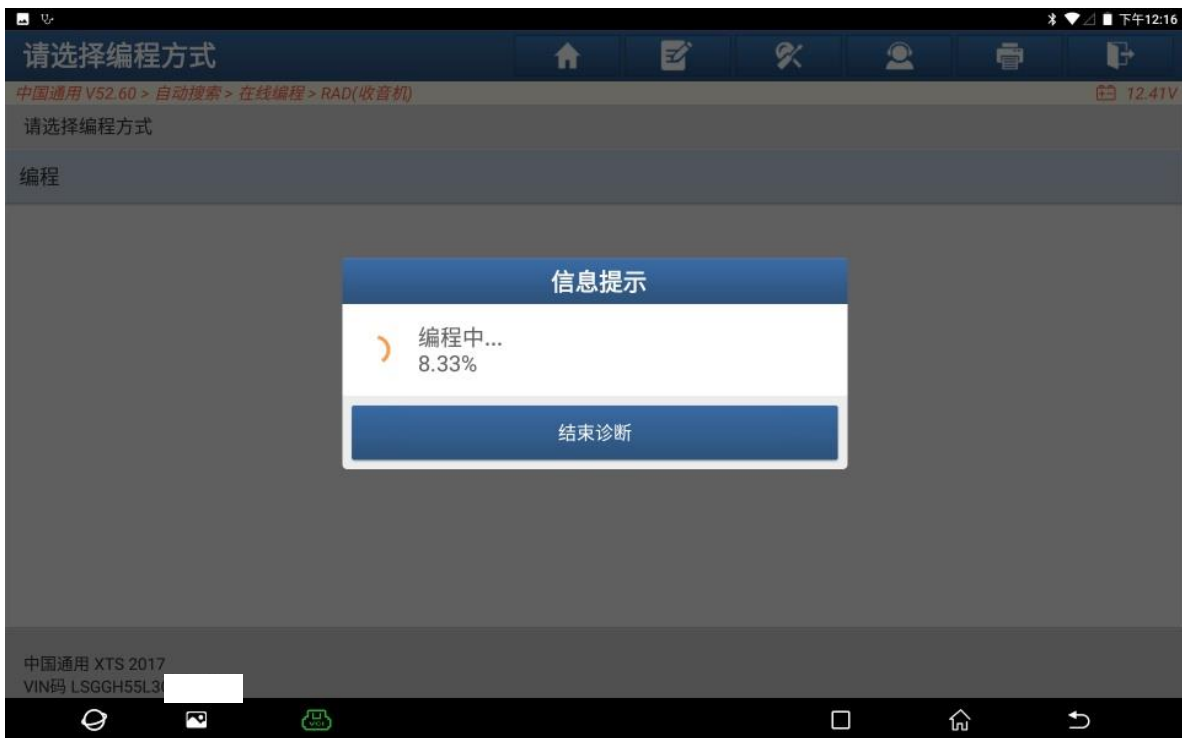 下午12:16
请选择编程方式
中国通用 V52.60 > 自动搜索 > 在线编程 > RAD(收音机)
12.41V
请选择编程方式
编程
信息提示
编程中...
8.33%
结束诊断
中国通用 XTS 2017
VIN码 LSGGH55L3
VCI